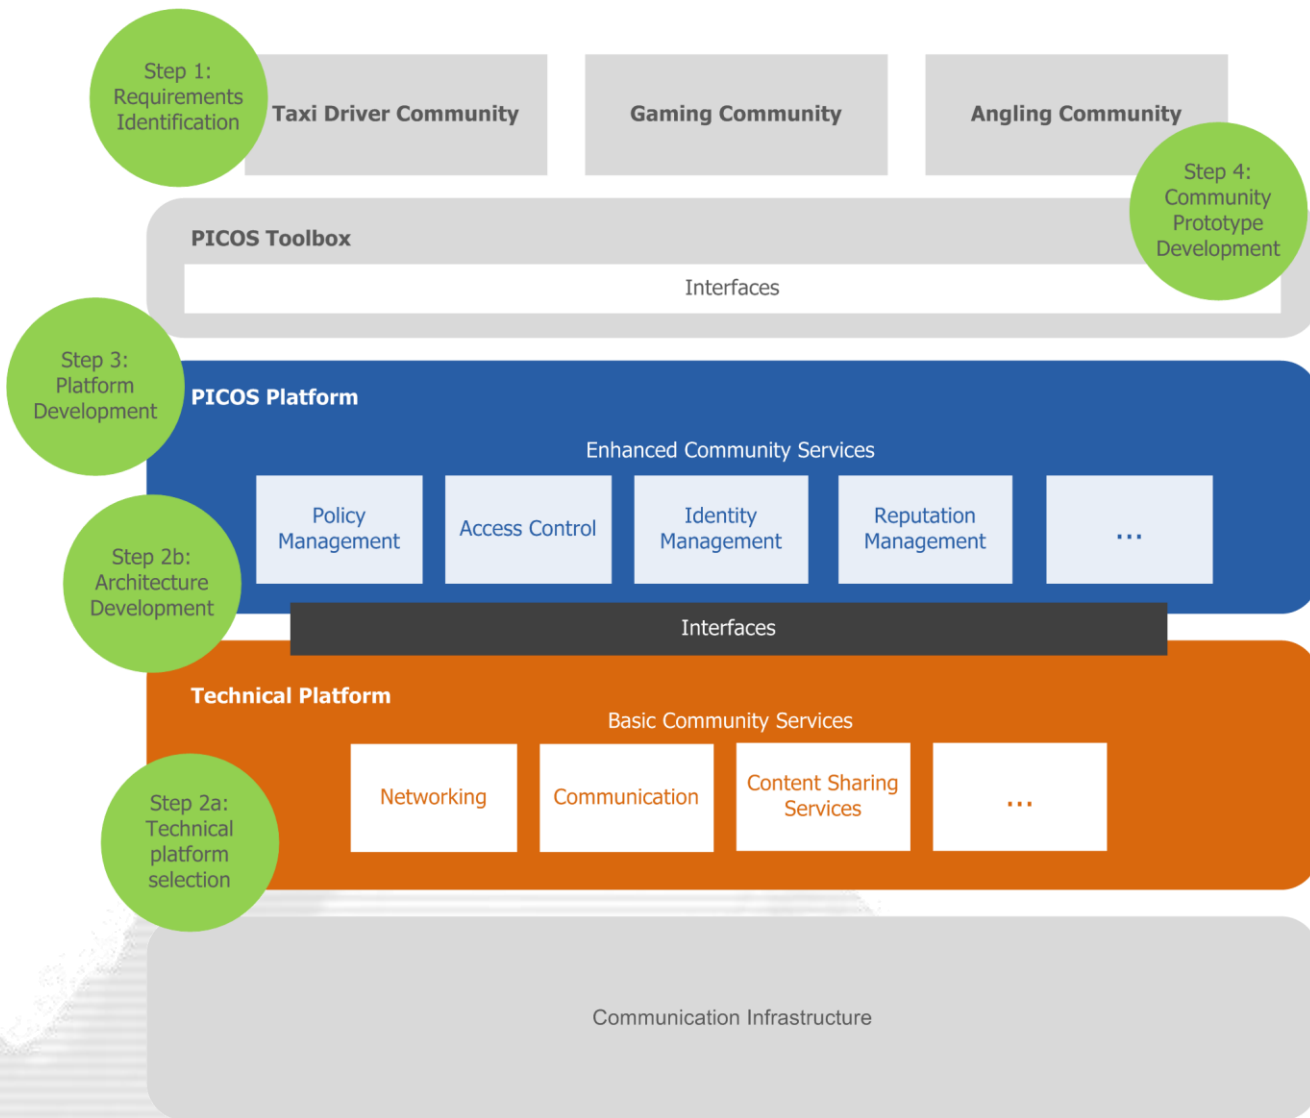 Step 1:
Requirements
Identification
Taxi Driver Community
Gaming Community
Angling Community
Step 4:
Community
Prototype
Development
PICOS Toolbox
Interfaces
Step 3:
Platform
Development
PICOS Platform
Enhanced Community Services
Policy
Management
Access Control
Identity
Management
Reputation
Management
...
Step 2b:
Architecture
Development
Interfaces
Technical Platform
Basic Community Services
Networking
Communication
Content Sharing
Services
...
Step 2a:
Technical
platform
selection
Communication Infrastructure